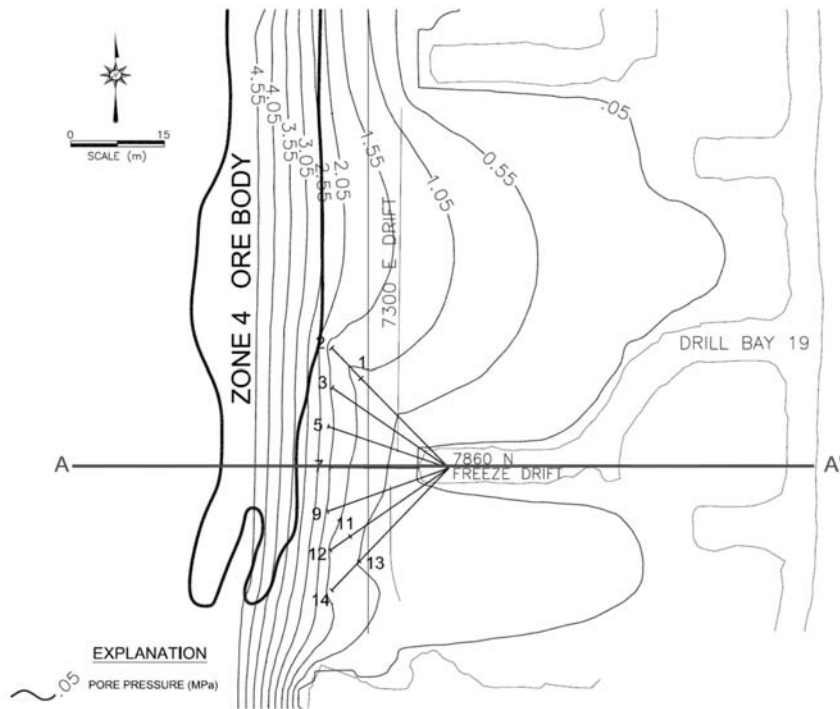 0 15
SCALE (m)
4.55
4.05
3.55
3.05
2.55
2.05
1.55
1.05
0.55
.05
ZONE 4 ORE BODY
7300 E DRIFT
DRILL BAY 19
2
1
3
5
A 7 A'
7860 N
FREEZE DRIFT
9
11
12
13
14
EXPLANATION
.05 PORE PRESSURE (MPa)